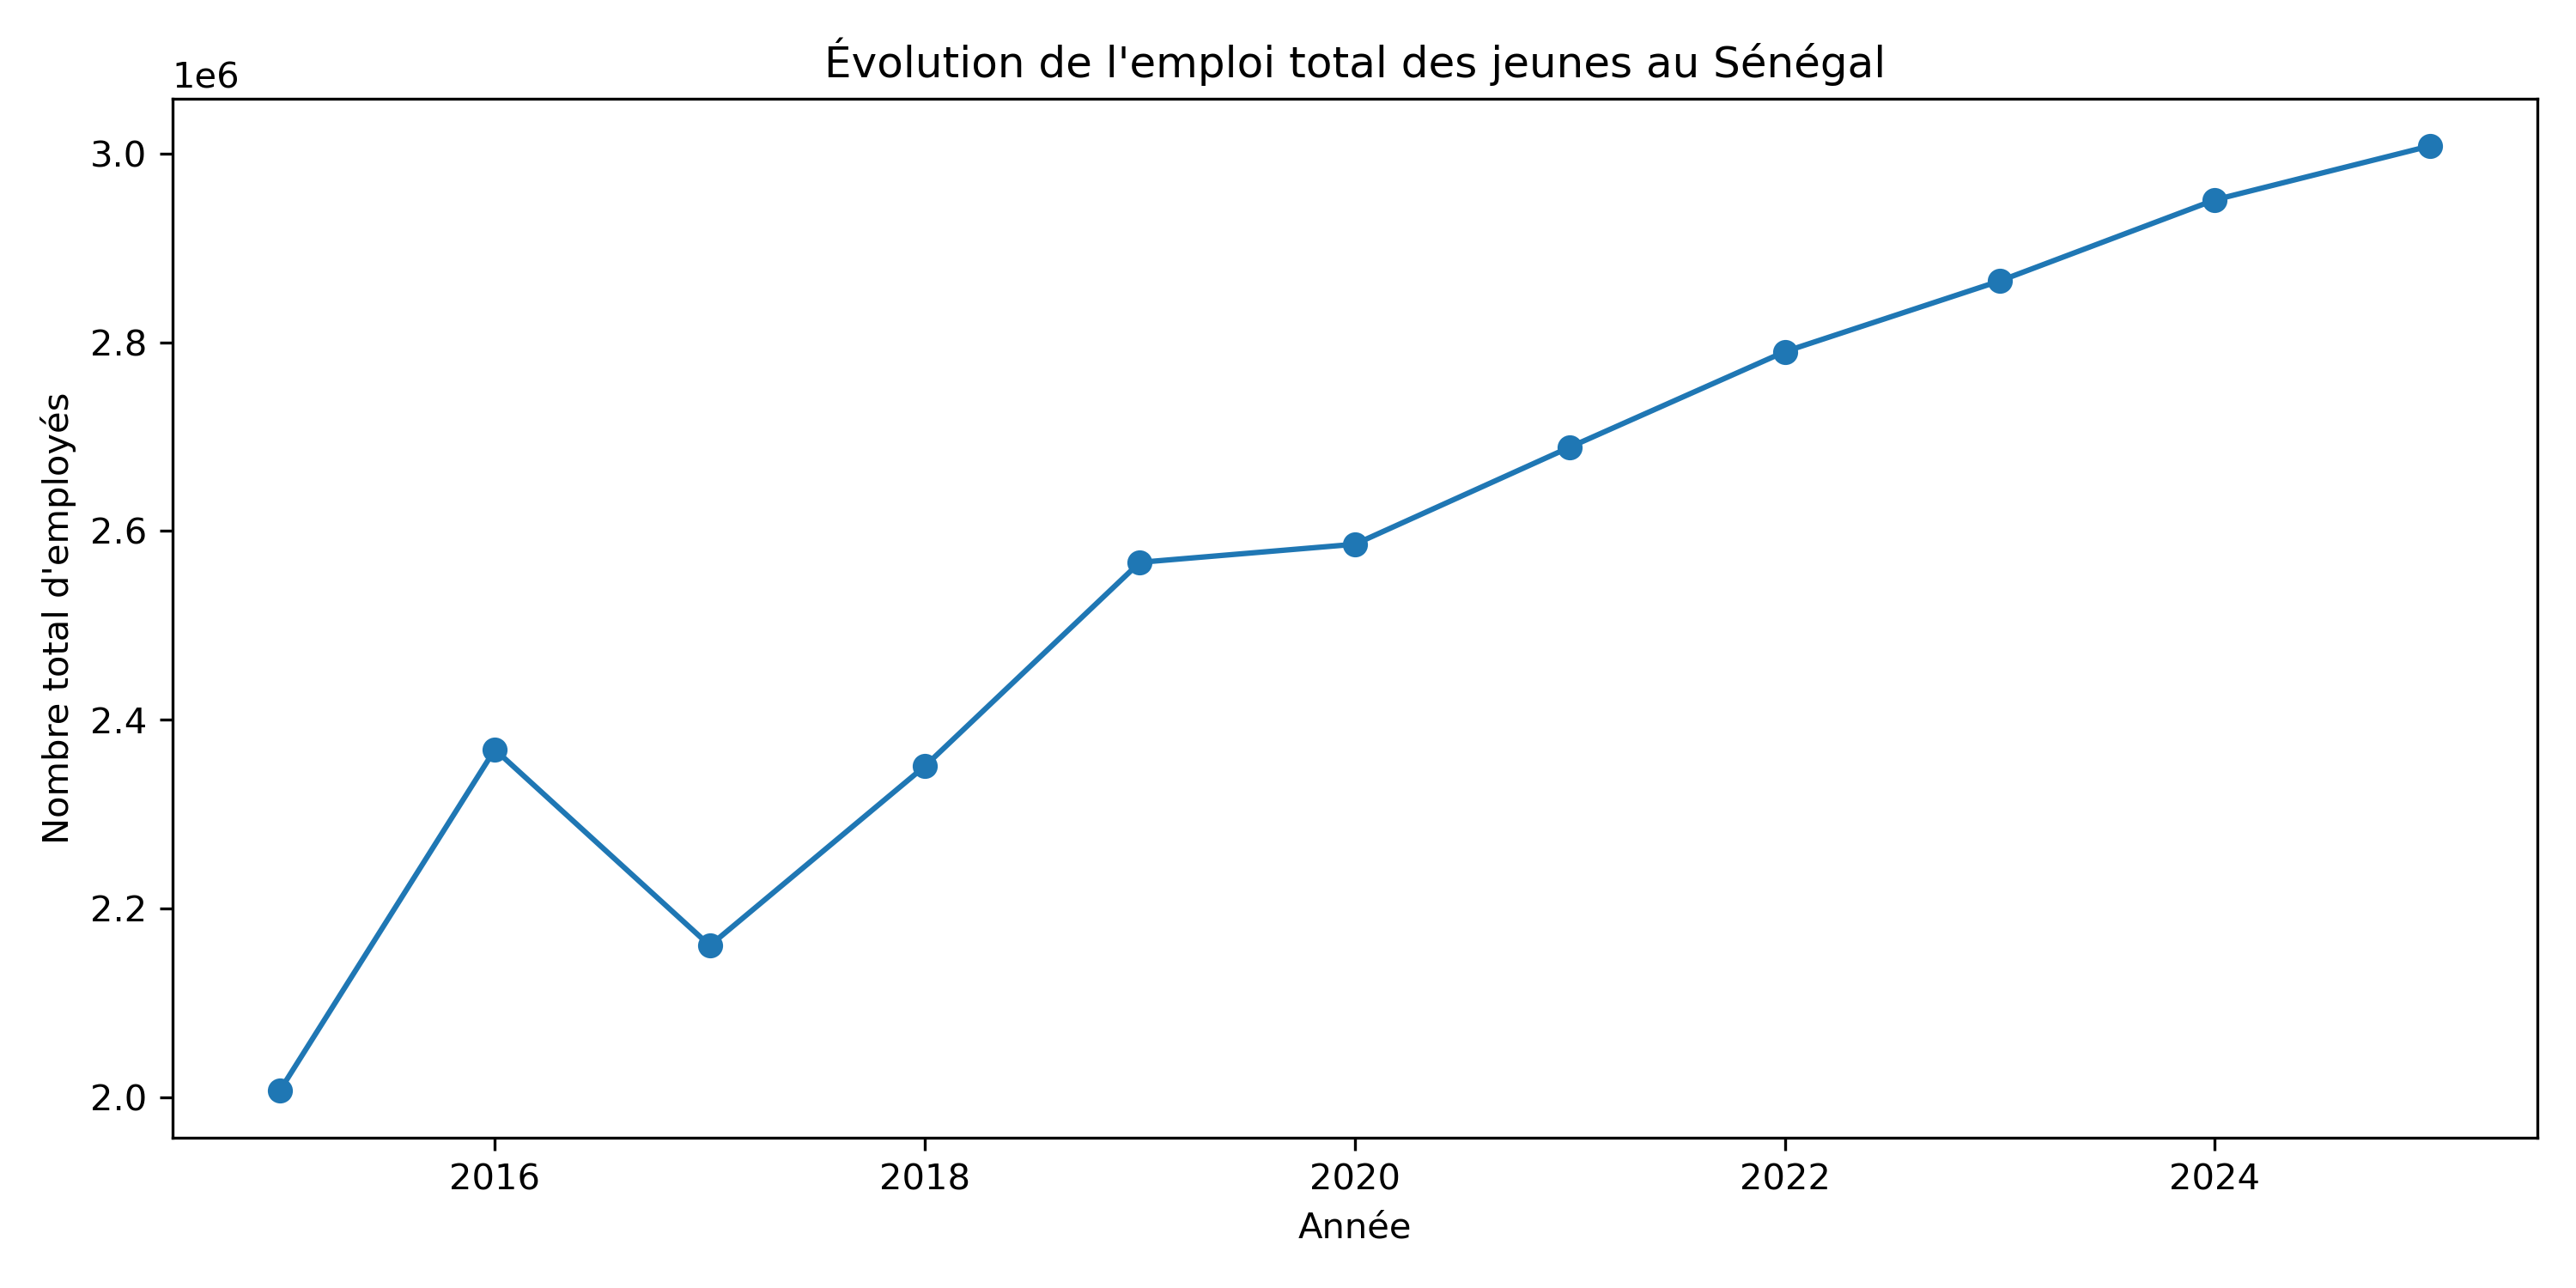 Évolution de l'emploi total des jeunes au Sénégal
1e6
3.0
2.8
2.6
2.4
2.2
2.0
Nombre total d'employés
2016 2018 2020 2022 2024
Année